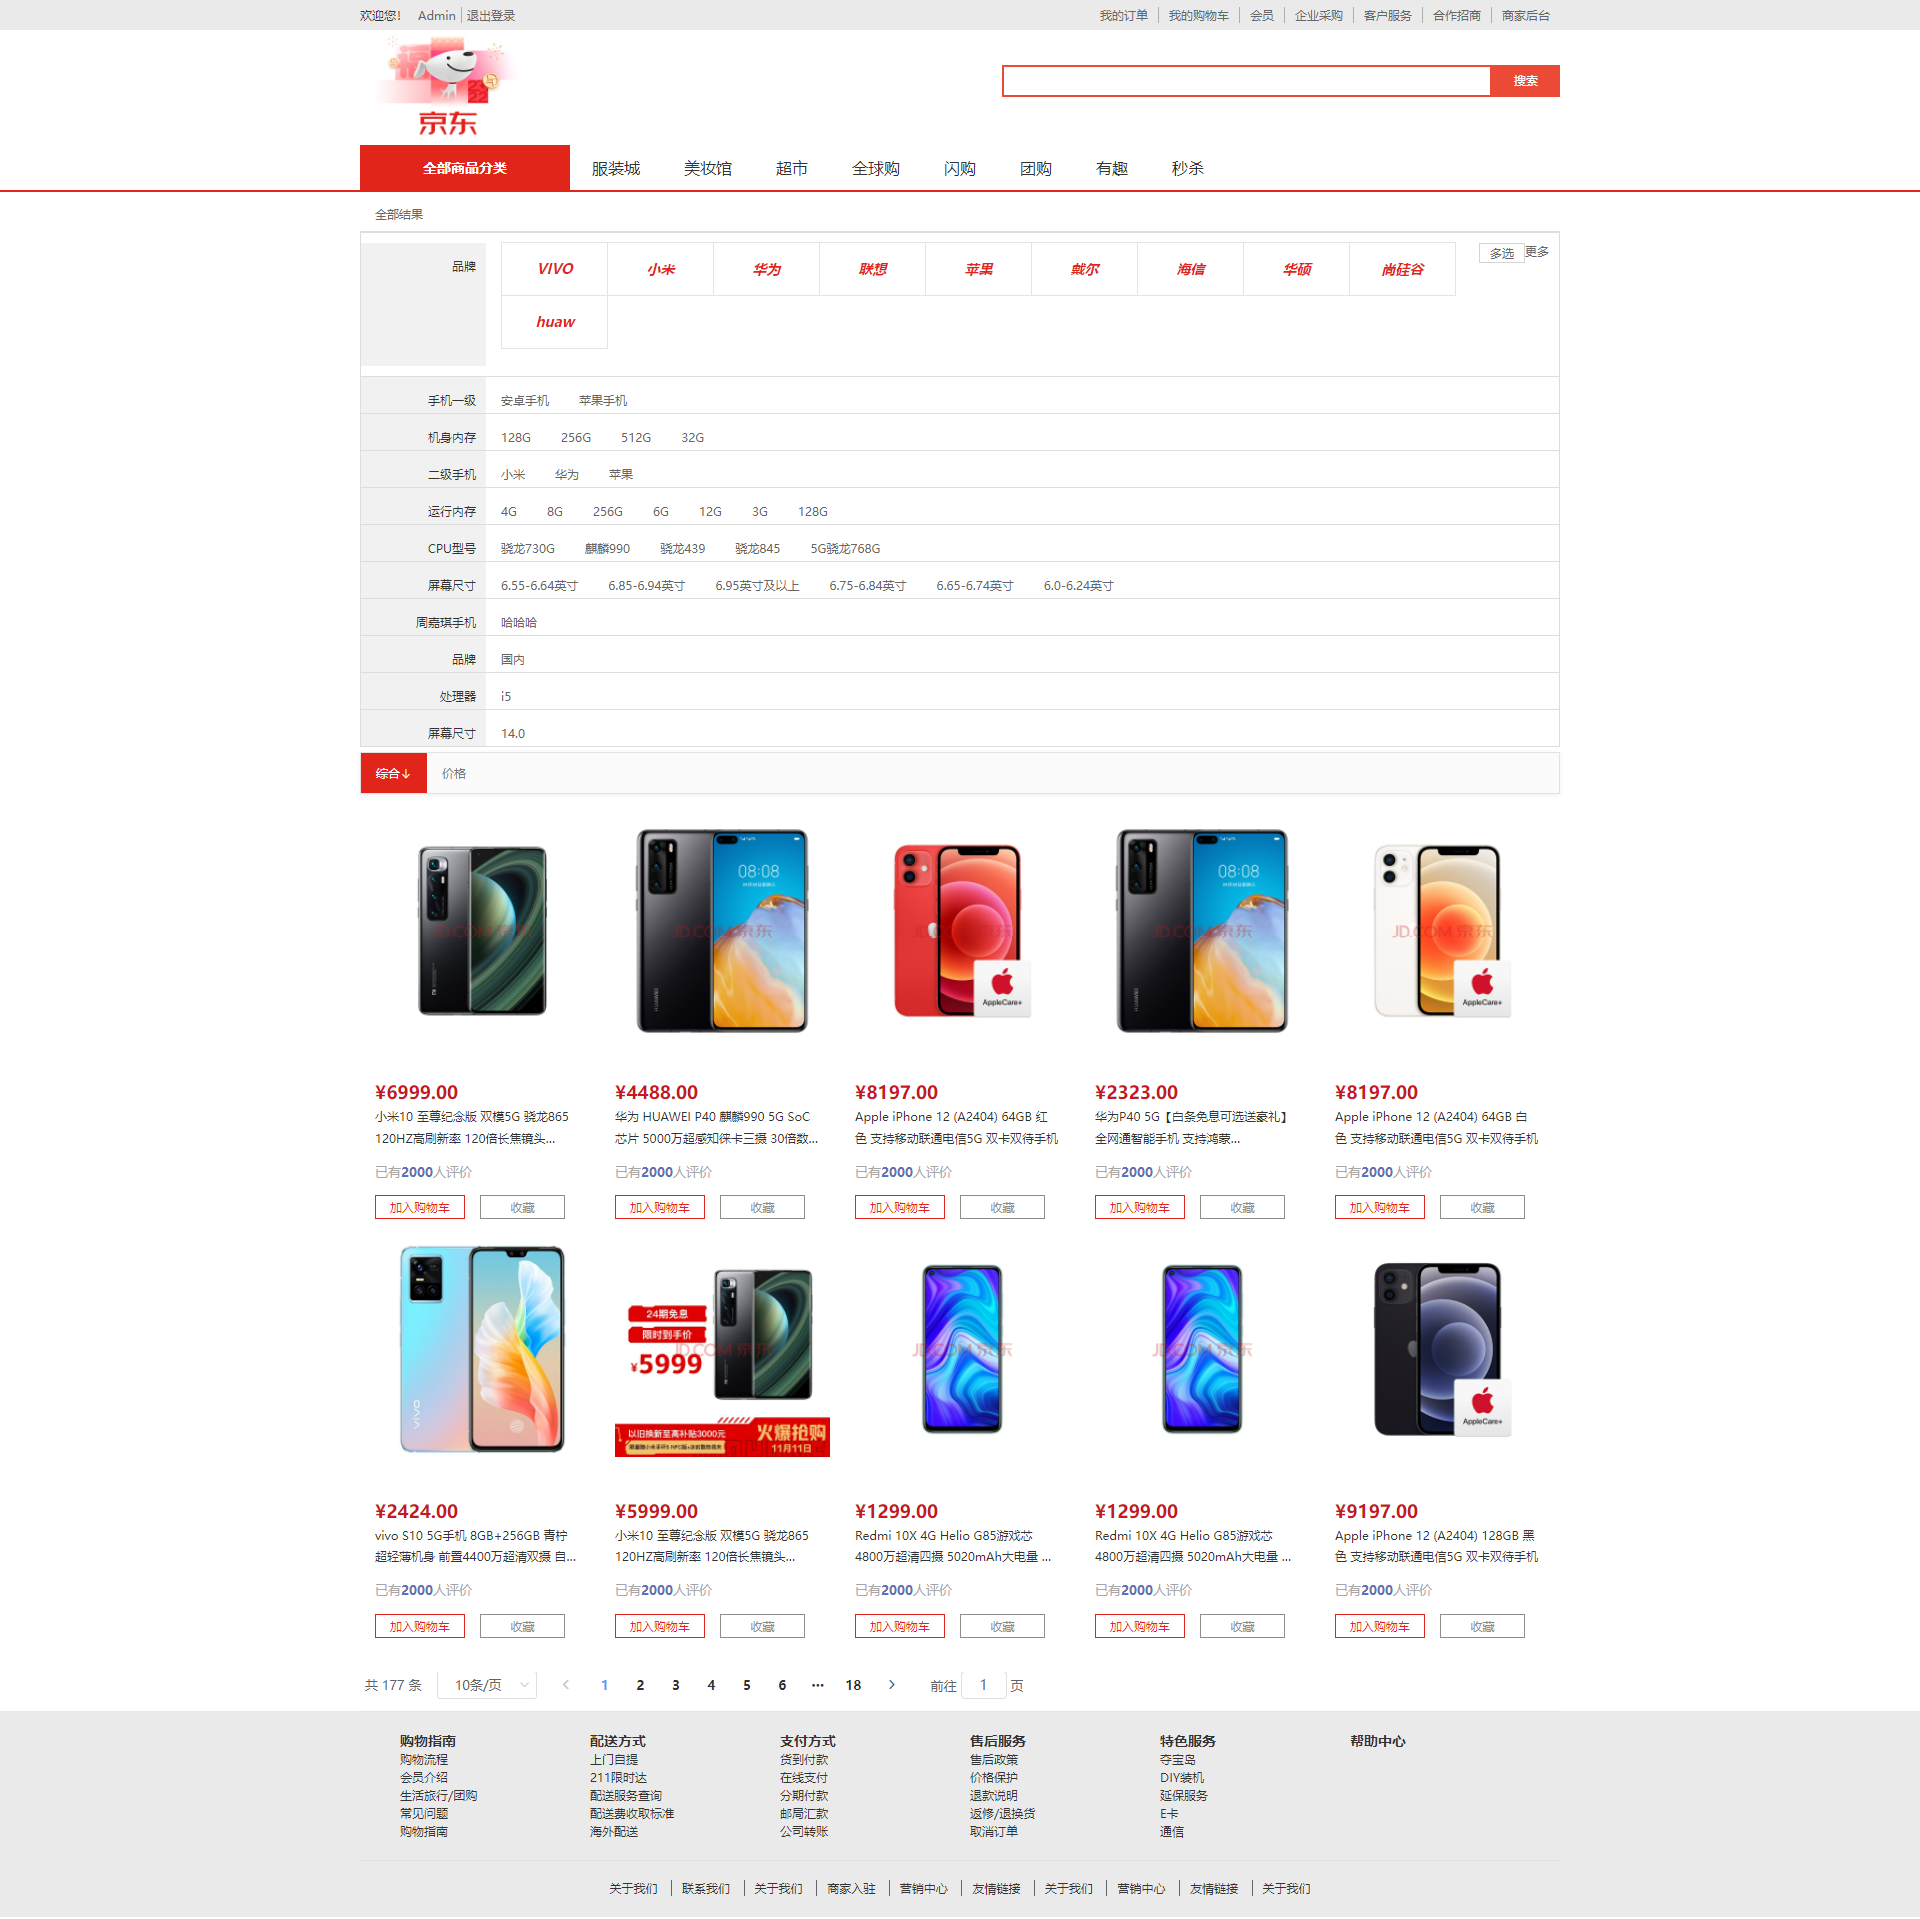 欢迎您! Admin 退出登录 我的订单 我的购物车 会员 企业采购 客户服务 合作招商 商家后台
京东
搜索
全部商品分类 服装城 美妆馆 超市 全球购 闪购 团购 有趣 秒杀
全部结果
品牌 VIVO 小米 华为 联想 苹果 戴尔 海信 华硕 尚硅谷 多选 更多
huaw
手机一级 安卓手机 苹果手机
机身内存 128G 256G 512G 32G
二级手机 小米 华为 苹果
运行内存 4G 8G 256G 6G 12G 3G 128G
CPU型号 骁龙730G 麒麟990 骁龙439 骁龙845 5G骁龙768G
屏幕尺寸 6.55-6.64英寸 6.85-6.94英寸 6.95英寸及以上 6.75-6.84英寸 6.65-6.74英寸 6.0-6.24英寸
周嘉琪手机 哈哈哈
品牌 国内
处理器 i5
屏幕尺寸 14.0
综合↓ 价格
08:08 08:08
JD.COM 京东 JD.COM 京东 JD.COM 京东 JD.COM 京东 JD.COM 京东
HUAWEI AppleCare+ HUAWEI AppleCare+
¥6999.00 ¥4488.00 ¥8197.00 ¥2323.00 ¥8197.00
小米10 至尊纪念版 双模5G 骁龙865 华为 HUAWEI P40 麒麟990 5G SoC Apple iPhone 12 (A2404) 64GB 红 华为P40 5G【白条免息可选送豪礼】 Apple iPhone 12 (A2404) 64GB 白
120HZ高刷新率 120倍长焦镜头... 芯片 5000万超感知徕卡三摄 30倍数... 色 支持移动联通电信5G 双卡双待手机 全网通智能手机 支持鸿蒙... 色 支持移动联通电信5G 双卡双待手机
已有2000人评价 已有2000人评价 已有2000人评价 已有2000人评价 已有2000人评价
加入购物车 收藏 加入购物车 收藏 加入购物车 收藏 加入购物车 收藏 加入购物车 收藏
24期免息
限时到手价
JD.COM 京东 JD.COM 京东 JD.COM 京东
¥5999
vivo AppleCare+
以旧换新至高补贴3000元 火爆抢购
11月11日
¥2424.00 ¥5999.00 ¥1299.00 ¥1299.00 ¥9197.00
vivo S10 5G手机 8GB+256GB 青柠 小米10 至尊纪念版 双模5G 骁龙865 Redmi 10X 4G Helio G85游戏芯 Redmi 10X 4G Helio G85游戏芯 Apple iPhone 12 (A2404) 128GB 黑
超轻薄机身 前置4400万超清双摄 自... 120HZ高刷新率 120倍长焦镜头... 4800万超清四摄 5020mAh大电量 ... 4800万超清四摄 5020mAh大电量 ... 色 支持移动联通电信5G 双卡双待手机
已有2000人评价 已有2000人评价 已有2000人评价 已有2000人评价 已有2000人评价
加入购物车 收藏 加入购物车 收藏 加入购物车 收藏 加入购物车 收藏 加入购物车 收藏
共 177 条 10条/页 1 2 3 4 5 6 ··· 18 前往 1 页
购物指南 配送方式 支付方式 售后服务 特色服务 帮助中心
购物流程 上门自提 货到付款 售后政策 夺宝岛
会员介绍 211限时达 在线支付 价格保护 DIY装机
生活旅行/团购 配送服务查询 分期付款 退款说明 延保服务
常见问题 配送费收取标准 邮局汇款 返修/退换货 E卡
购物指南 海外配送 公司转账 取消订单 通信
关于我们 联系我们 关于我们 商家入驻 营销中心 友情链接 关于我们 营销中心 友情链接 关于我们